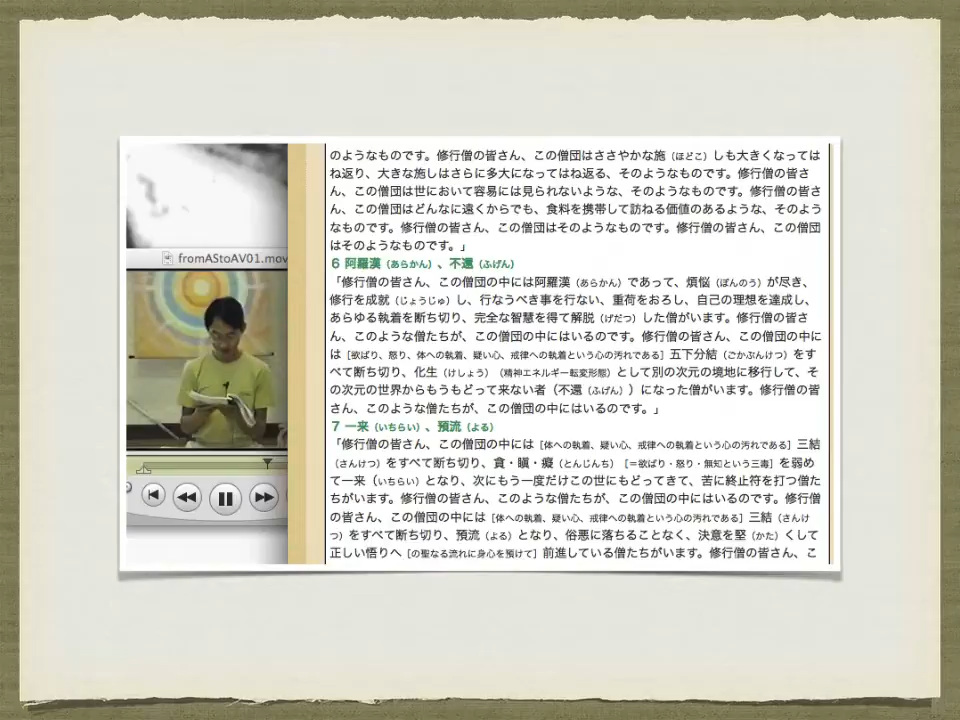 fromAStoAV01.mov
のようなものです。修行僧の皆さん、この僧団はささやかな施（ほどこ）しも大きくなっては
ね返り、大きな施しはさらに多大になってはね返る、そのようなものです。修行僧の皆さ
ん、この僧団は世において容易には見られないような、そのようなものです。修行僧の皆さ
ん、この僧団はどんなに遠くからでも、食料を携帯して訪ねる価値のあるような、そのよう
なものです。修行僧の皆さん、この僧団はそのようなものです。修行僧の皆さん、この僧団
はそのようなものです。」
6 阿羅漢（あらかん）、不還（ふげん）
「修行僧の皆さん、この僧団の中には阿羅漢（あらかん）であって、煩悩（ぼんのう）が尽き、
修行を成就（じょうじゅ）し、行なうべき事を行ない、重荷をおろし、自己の理想を達成し、
あらゆる執着を断ち切り、完全な智慧を得て解脱（げだつ）した僧がいます。修行僧の皆さ
ん、このような僧たちが、この僧団の中にはいるのです。修行僧の皆さん、この僧団の中に
は［欲ばり、怒り、体への執着、疑い心、戒律への執着という心の汚れである］五下分結（ごかぶんけつ）をす
べて断ち切り、化生（けしょう）（精神エネルギー転変形態）として別の次元の境地に移行して、そ
の次元の世界からもうもどって来ない者（不還（ふげん））になった僧がいます。修行僧の皆
さん、このような僧たちが、この僧団の中にはいるのです。」
7 一来（いちらい）、預流（よる）
「修行僧の皆さん、この僧団の中には［体への執着、疑い心、戒律への執着という心の汚れである］三結
（さんけつ）をすべて断ち切り、貪・瞋・癡（とんじんち）［＝欲ばり・怒り・無知という三毒］を弱め
て一来（いちらい）となり、次にもう一度だけこの世にもどってきて、苦に終止符を打つ僧た
ちがいます。修行僧の皆さん、このような僧たちが、この僧団の中にはいるのです。修行僧
の皆さん、この僧団の中には［体への執着、疑い心、戒律への執着という心の汚れである］三結（さんけ
つ）をすべて断ち切り、預流（よる）となり、俗悪に落ちることなく、決意を堅（かた）くして
正しい悟りへ［の聖なる流れに身心を預けて］前進している僧たちがいます。修行僧の皆さん、こ